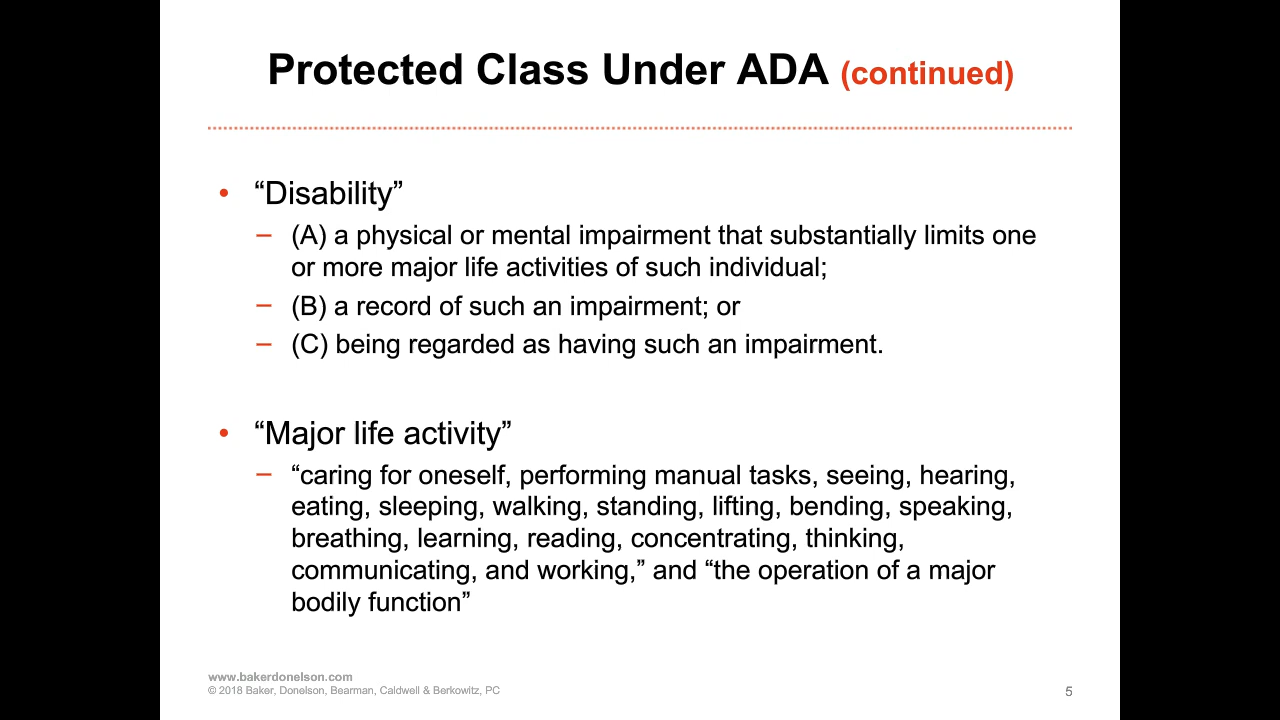 Protected Class Under ADA (continued)
• “Disability”
– (A) a physical or mental impairment that substantially limits one
or more major life activities of such individual;
– (B) a record of such an impairment; or
– (C) being regarded as having such an impairment.
• “Major life activity”
– “caring for oneself, performing manual tasks, seeing, hearing,
eating, sleeping, walking, standing, lifting, bending, speaking,
breathing, learning, reading, concentrating, thinking,
communicating, and working,” and “the operation of a major
bodily function”
www.bakerdonelson.com
© 2018 Baker, Donelson, Bearman, Caldwell & Berkowitz, PC
5